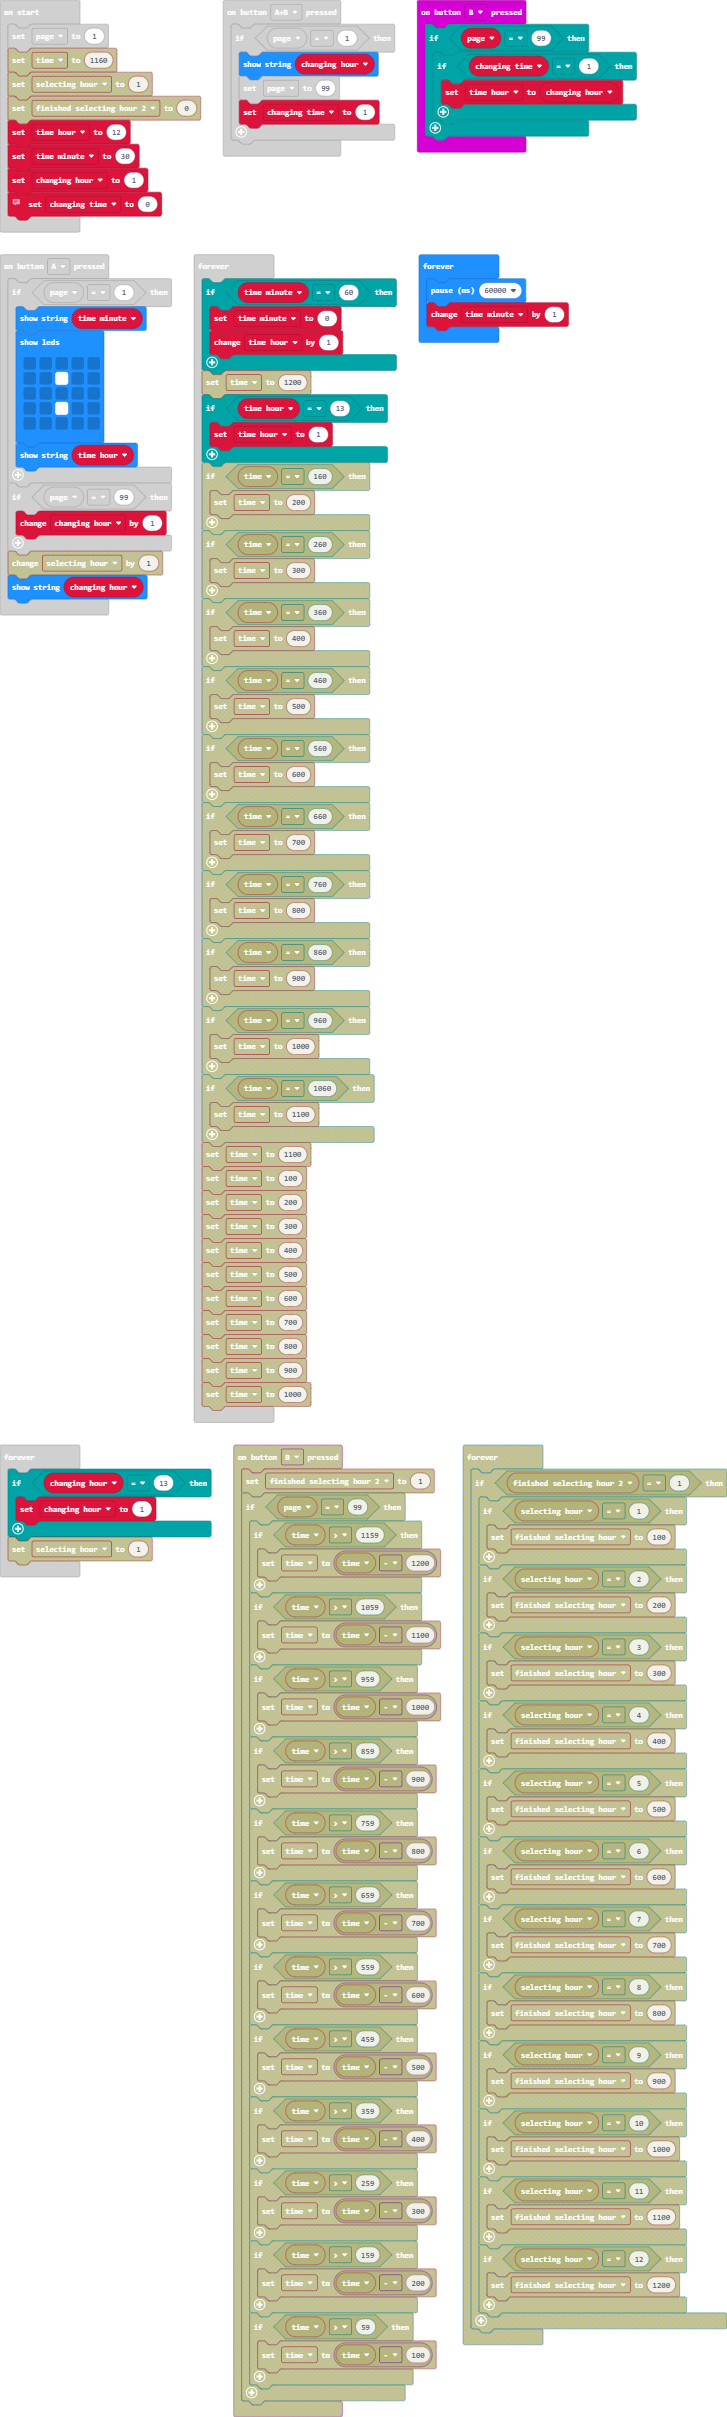 on start
set page to 1
set time to 1160
set selecting hour to 1
set finished selecting hour 2 to 0
set time hour to 12
set time minute to 30
set changing hour to 1
set changing time to 0
on button A+B pressed
if page = 1 then
show string changing hour
set page to 99
set changing time to 1
on button B pressed
if page = 99 then
if changing time = 1 then
set time hour to changing hour
on button A pressed
if page = 1 then
show string time minute
show leds
show string time hour
if page = 99 then
change changing hour by 1
change selecting hour by 1
show string changing hour
forever
if time minute = 60 then
set time minute to 0
change time hour by 1
set time to 1200
if time hour = 13 then
set time hour to 1
if time = 160 then
set time to 200
if time = 260 then
set time to 300
if time = 360 then
set time to 400
if time = 460 then
set time to 500
if time = 560 then
set time to 600
if time = 660 then
set time to 700
if time = 760 then
set time to 800
if time = 860 then
set time to 900
if time = 960 then
set time to 1000
if time = 1060 then
set time to 1100
set time to 1100
set time to 100
set time to 200
set time to 300
set time to 400
set time to 500
set time to 600
set time to 700
set time to 800
set time to 900
set time to 1000
forever
pause (ms) 60000
change time minute by 1
forever
if changing hour = 13 then
set changing hour to 1
set selecting hour to 1
on button B pressed
set finished selecting hour 2 to 1
if page = 99 then
if time > 1159 then
set time to time - 1200
if time > 1059 then
set time to time - 1100
if time > 959 then
set time to time - 1000
if time > 859 then
set time to time - 900
if time > 759 then
set time to time - 800
if time > 659 then
set time to time - 700
if time > 559 then
set time to time - 600
if time > 459 then
set time to time - 500
if time > 359 then
set time to time - 400
if time > 259 then
set time to time - 300
if time > 159 then
set time to time - 200
if time > 59 then
set time to time - 100
forever
if finished selecting hour 2 = 1 then
if selecting hour = 1 then
set finished selecting hour to 100
if selecting hour = 2 then
set finished selecting hour to 200
if selecting hour = 3 then
set finished selecting hour to 300
if selecting hour = 4 then
set finished selecting hour to 400
if selecting hour = 5 then
set finished selecting hour to 500
if selecting hour = 6 then
set finished selecting hour to 600
if selecting hour = 7 then
set finished selecting hour to 700
if selecting hour = 8 then
set finished selecting hour to 800
if selecting hour = 9 then
set finished selecting hour to 900
if selecting hour = 10 then
set finished selecting hour to 1000
if selecting hour = 11 then
set finished selecting hour to 1100
if selecting hour = 12 then
set finished selecting hour to 1200